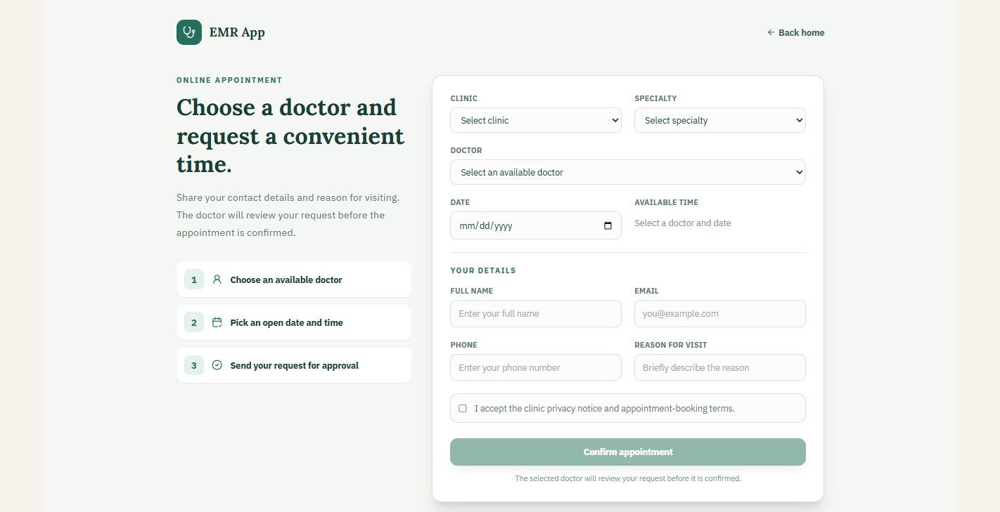 EMR App
Back home
ONLINE APPOINTMENT
Choose a doctor and
request a convenient
time.
Share your contact details and reason for visiting.
The doctor will review your request before the
appointment is confirmed.
1 Choose an available doctor
2 Pick an open date and time
3 Send your request for approval
CLINIC SPECIALTY
Select clinic Select specialty
DOCTOR
Select an available doctor
DATE AVAILABLE TIME
mm/dd/yyyy Select a doctor and date
YOUR DETAILS
FULL NAME EMAIL
Enter your full name you@example.com
PHONE REASON FOR VISIT
Enter your phone number Briefly describe the reason
I accept the clinic privacy notice and appointment-booking terms.
Confirm appointment
The selected doctor will review your request before it is confirmed.